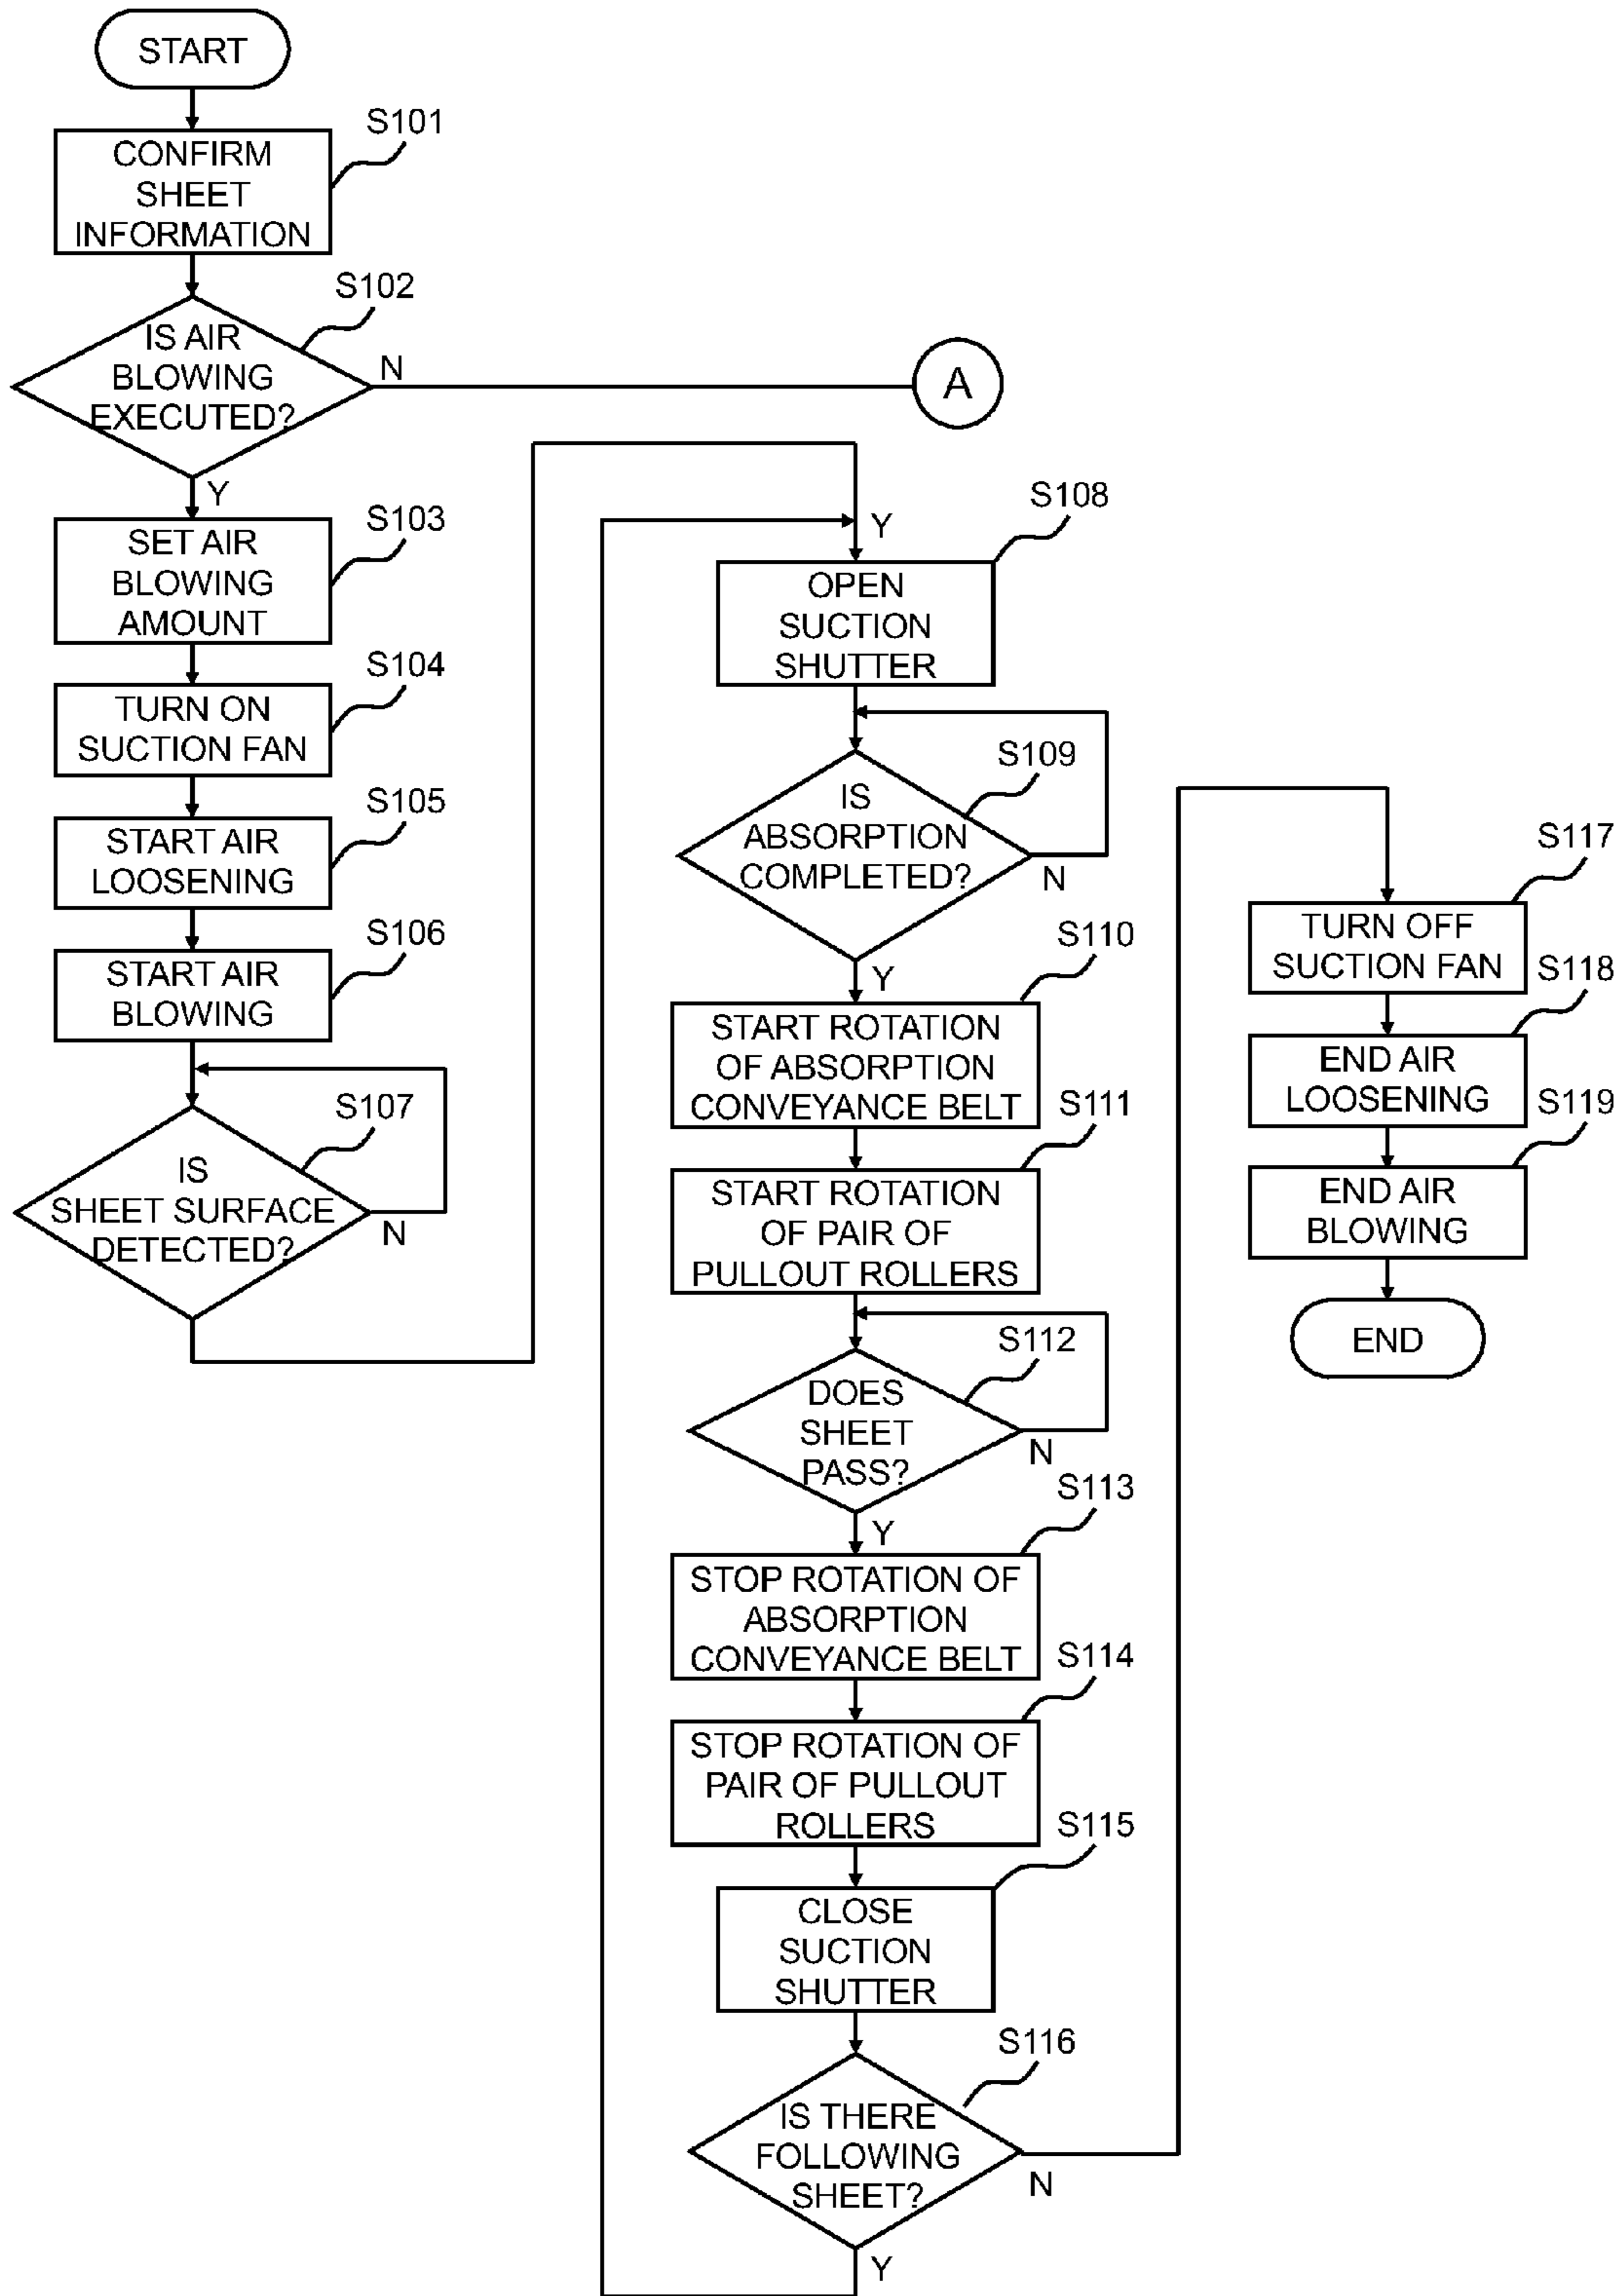 START
S101
CONFIRM
SHEET
INFORMATION
S102
IS AIR
BLOWING
EXECUTED?
N
A
Y
S103
SET AIR
BLOWING
AMOUNT
S104
TURN ON
SUCTION FAN
S105
START AIR
LOOSENING
S106
START AIR
BLOWING
S107
IS
SHEET SURFACE
DETECTED?
N
Y
S108
OPEN
SUCTION
SHUTTER
S109
IS
ABSORPTION
COMPLETED?
N
Y
S110
START ROTATION
OF ABSORPTION
CONVEYANCE BELT
S111
START ROTATION
OF PAIR OF
PULLOUT ROLLERS
S112
DOES
SHEET
PASS?
N
Y
S113
STOP ROTATION OF
ABSORPTION
CONVEYANCE BELT
S114
STOP ROTATION OF
PAIR OF PULLOUT
ROLLERS
S115
CLOSE
SUCTION
SHUTTER
S116
IS THERE
FOLLOWING
SHEET?
N
Y
S117
TURN OFF
SUCTION FAN
S118
END AIR
LOOSENING
S119
END AIR
BLOWING
END